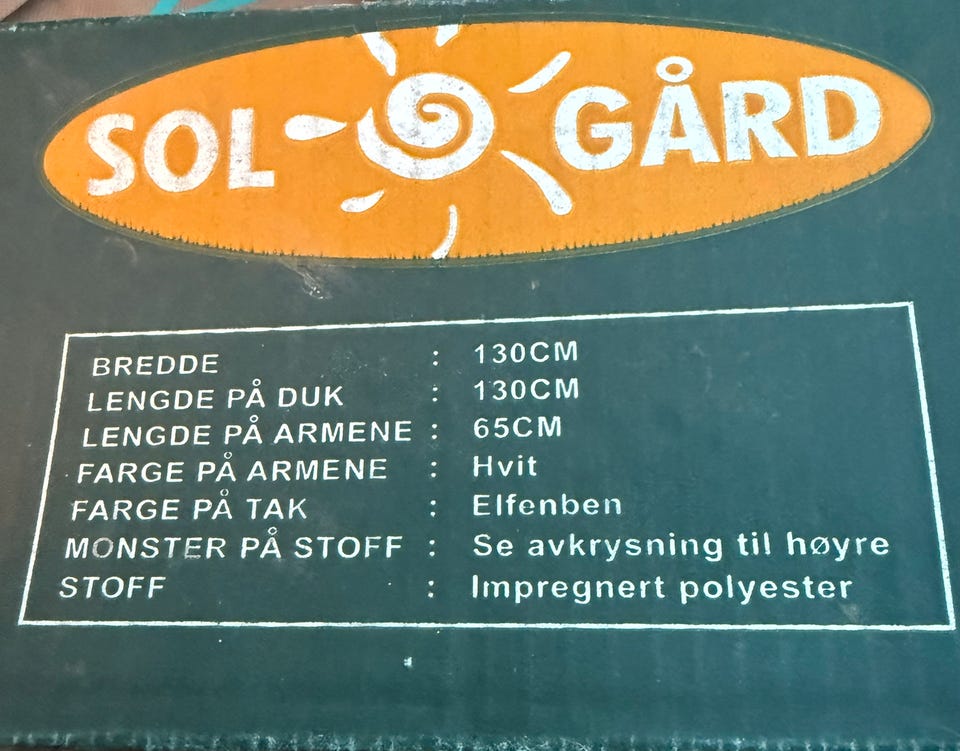 SOL GÅRD
BREDDE : 130CM
LENGDE PÅ DUK : 130CM
LENGDE PÅ ARMENE : 65CM
FARGE PÅ ARMENE : Hvit
FARGE PÅ TAK : Elfenben
MONSTER PÅ STOFF : Se avkrysning til høyre
STOFF : Impregnert polyester